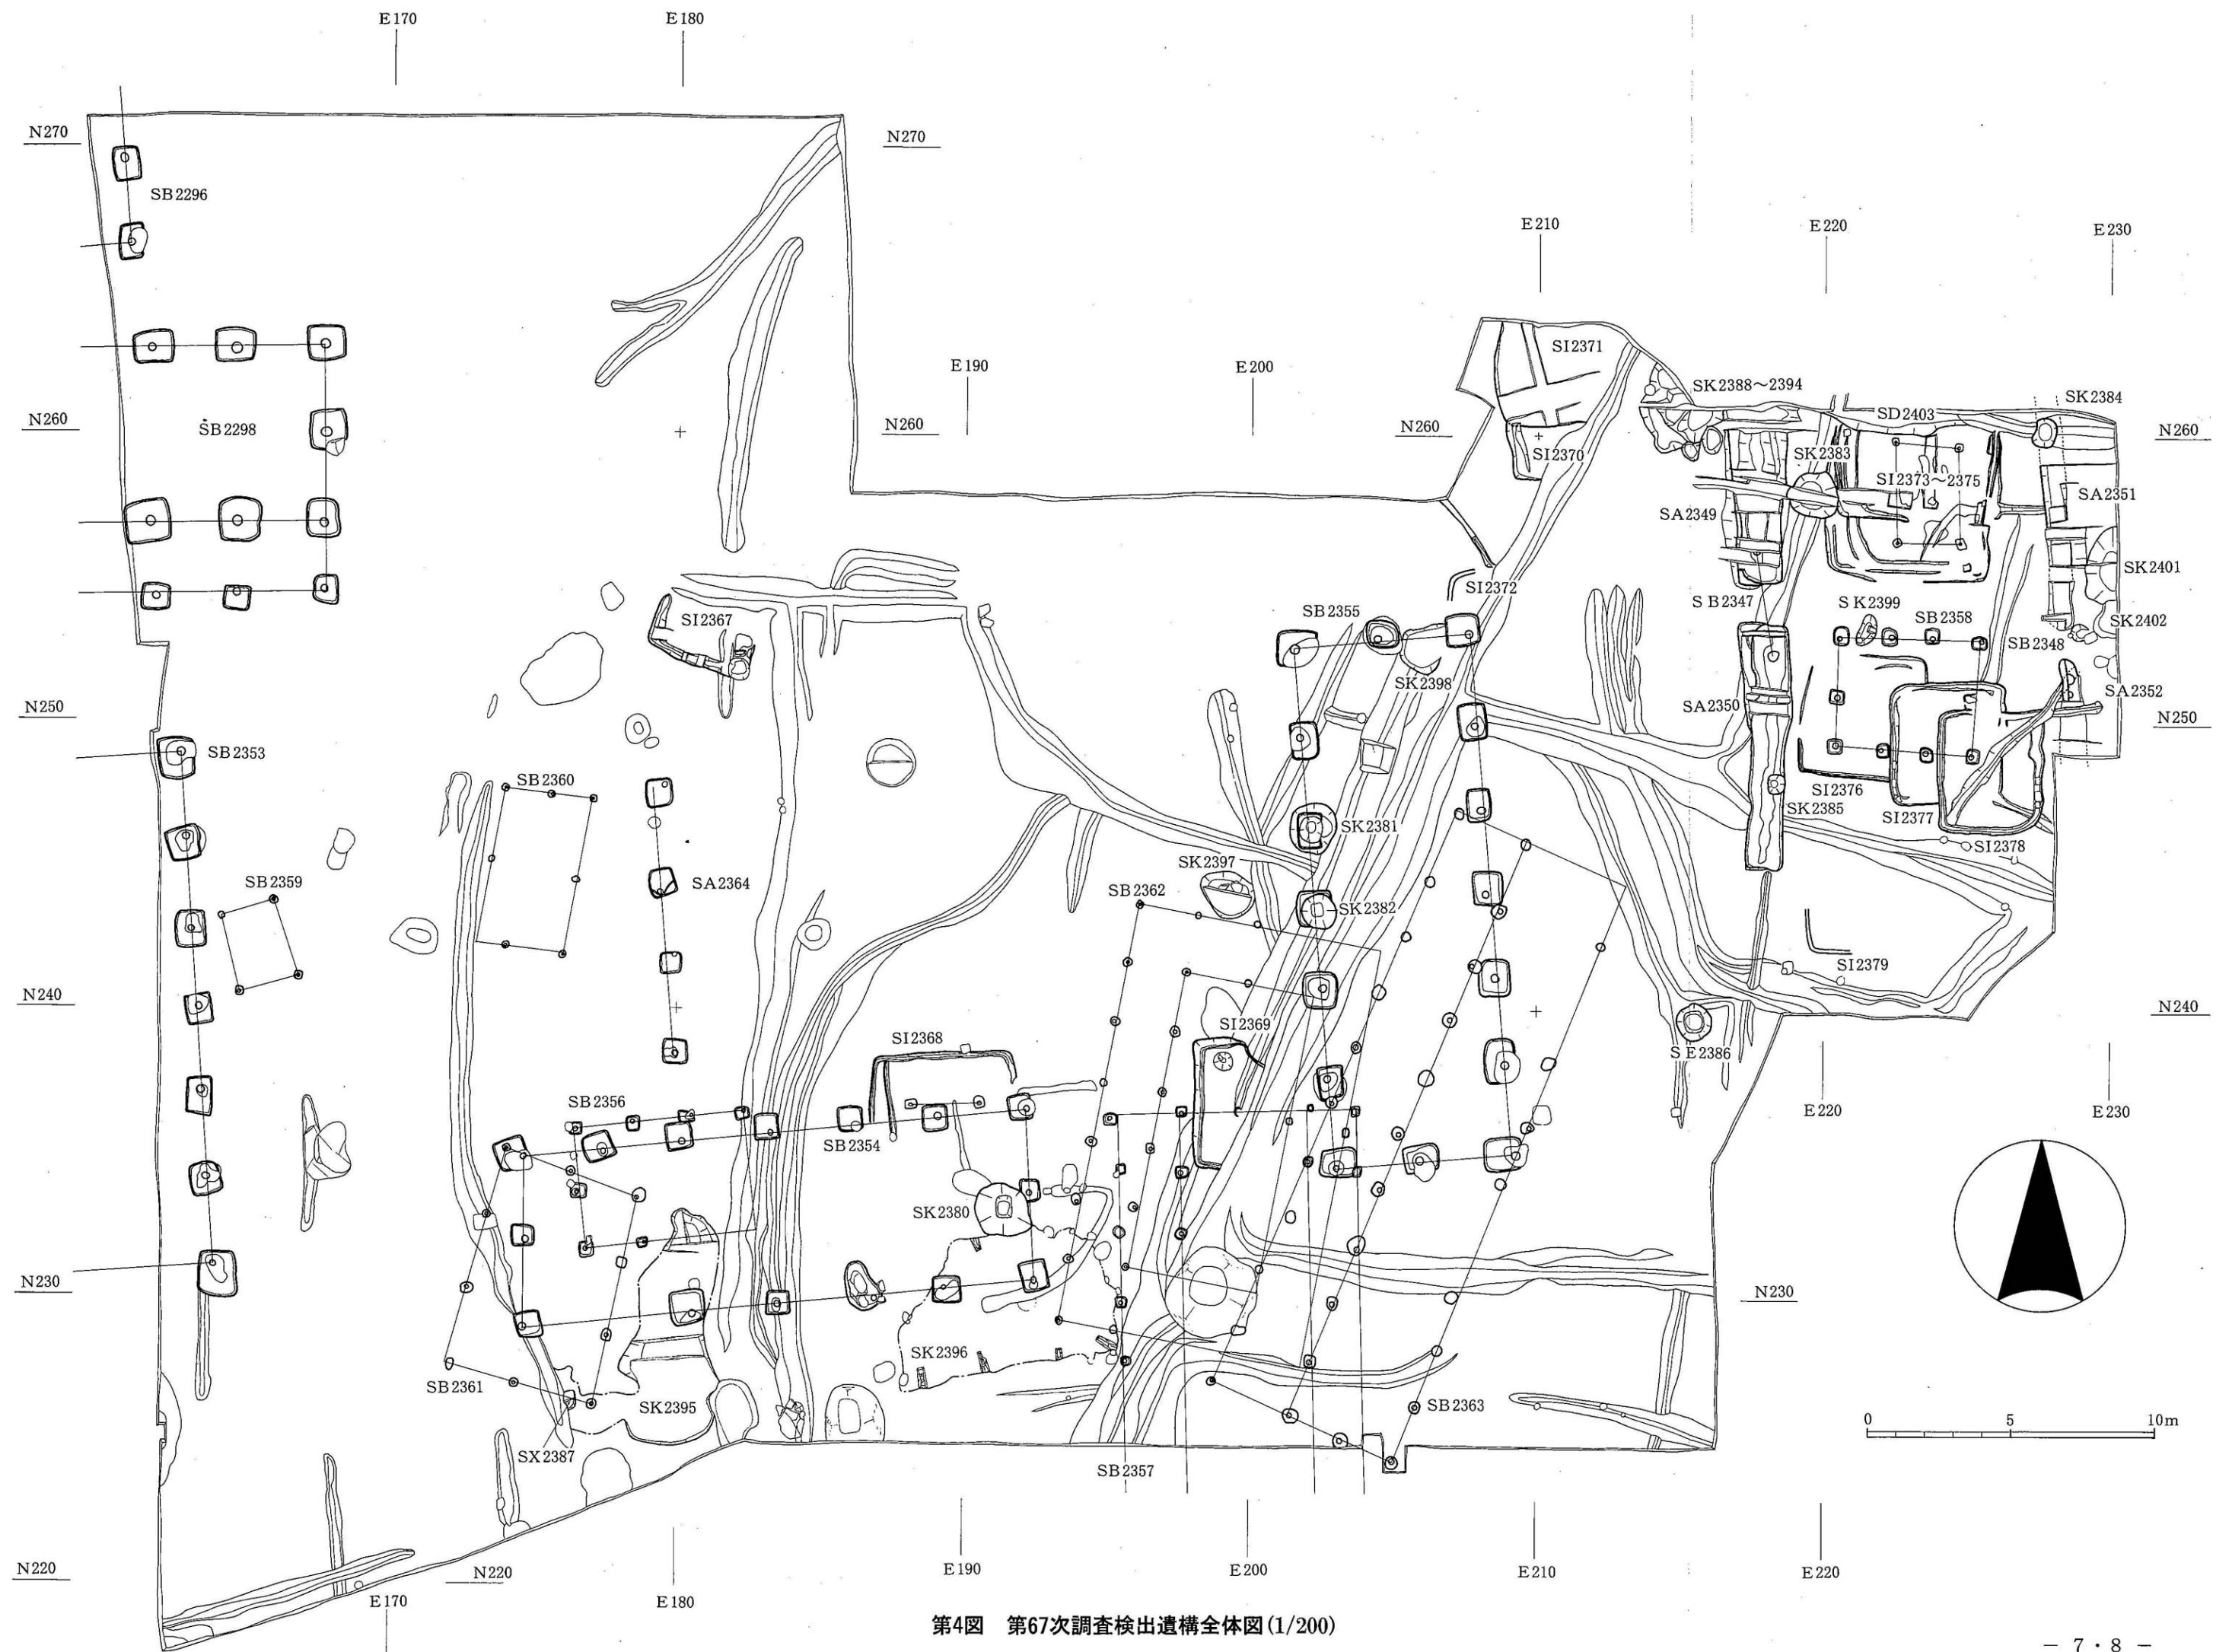 E170
E180
N270
N270
SB2296
E210
E220
E230
SI2371
E190
E200
SK2388～2394
SK2384
SD2403
N260
SB2298
N260
N260
N260
SI2370
SK2383
SI2373～2375
SA2351
SA2349
SK2401
SI2372
SB2347
SK2399
SB2358
SB2355
SI2367
SK2402
SB2348
SK2398
SA2352
N250
SA2350
N250
SB2353
SB2360
SI2376
SK2385
SI2377
SK2381
SI2378
SK2397
SB2359
SA2364
SB2362
SK2382
SI2379
N240
N240
SI2369
SI2368
SE2386
SB2356
E220
E230
SB2354
SK2380
N230
N230
SK2396
SB2361
SK2395
SB2363
0 5 10m
SX2387
SB2357
N220
N220
E190
E200
E210
E220
E170
E180
第4図 第67次調査検出遺構全体図(1/200)
－ 7・8 －